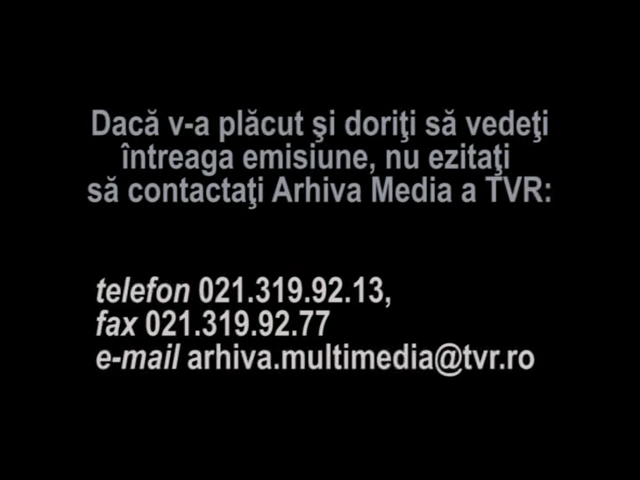 Dacă v-a plăcut şi doriţi să vedeţi
întreaga emisiune, nu ezitaţi
să contactaţi Arhiva Media a TVR:
telefon 021.319.92.13,
fax 021.319.92.77
e-mail arhiva.multimedia@tvr.ro